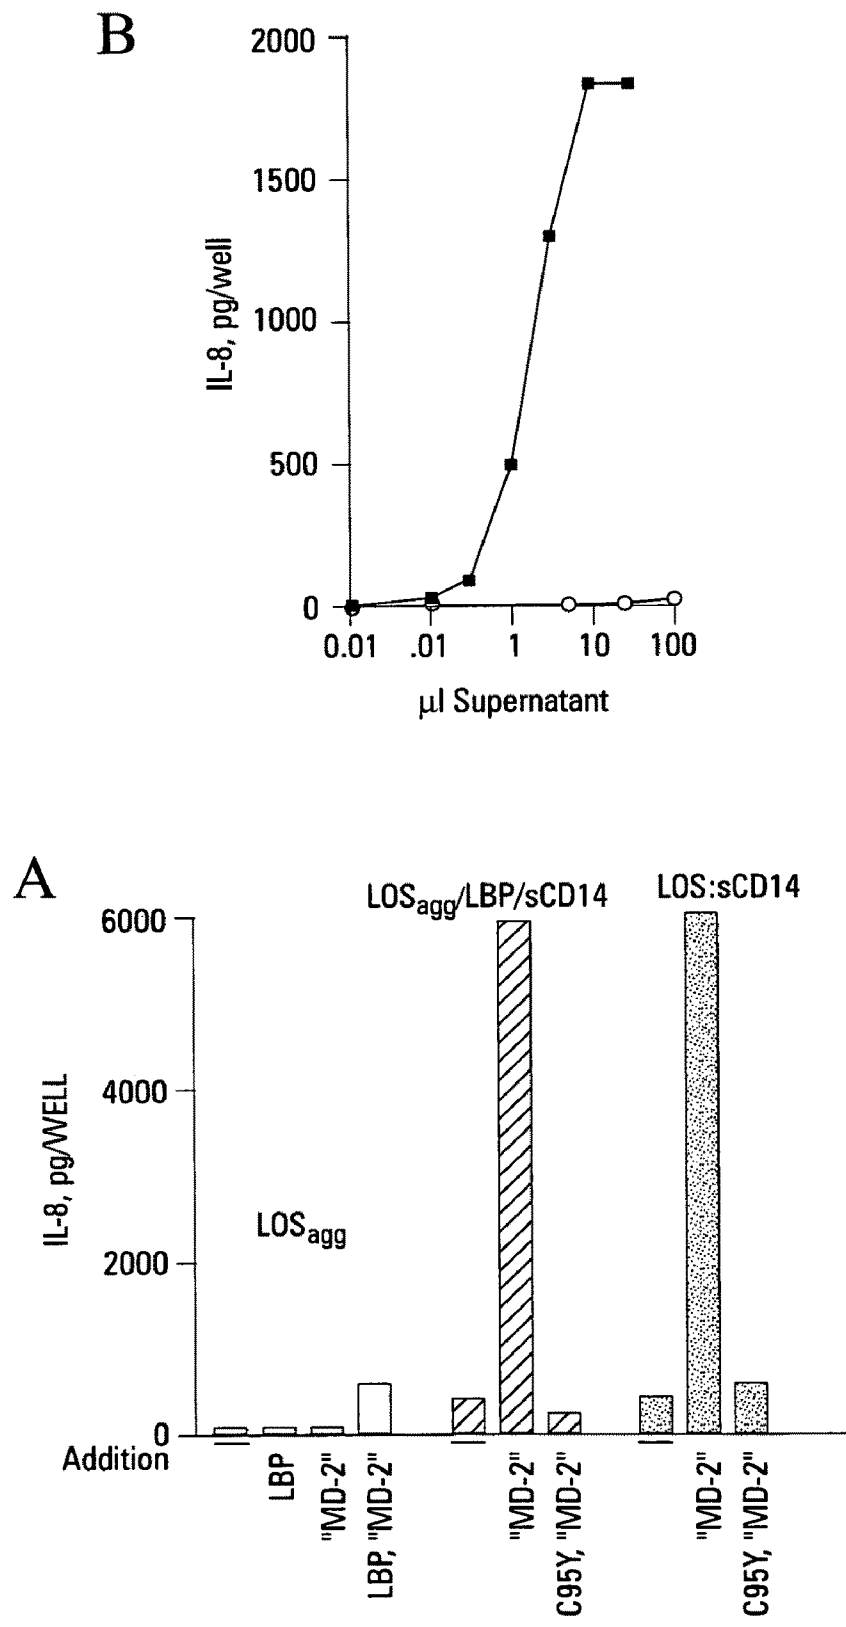 B
2000
1500
1000
500
0
IL-8, pg/well
0.01 .01 1 10 100
µl Supernatant
A
LOSagg/LBP/sCD14 LOS:sCD14
6000
4000
2000
0
IL-8, pg/WELL
LOSagg
Addition
LBP
"MD-2"
LBP, "MD-2"
"MD-2"
C95Y, "MD-2"
"MD-2"
C95Y, "MD-2"